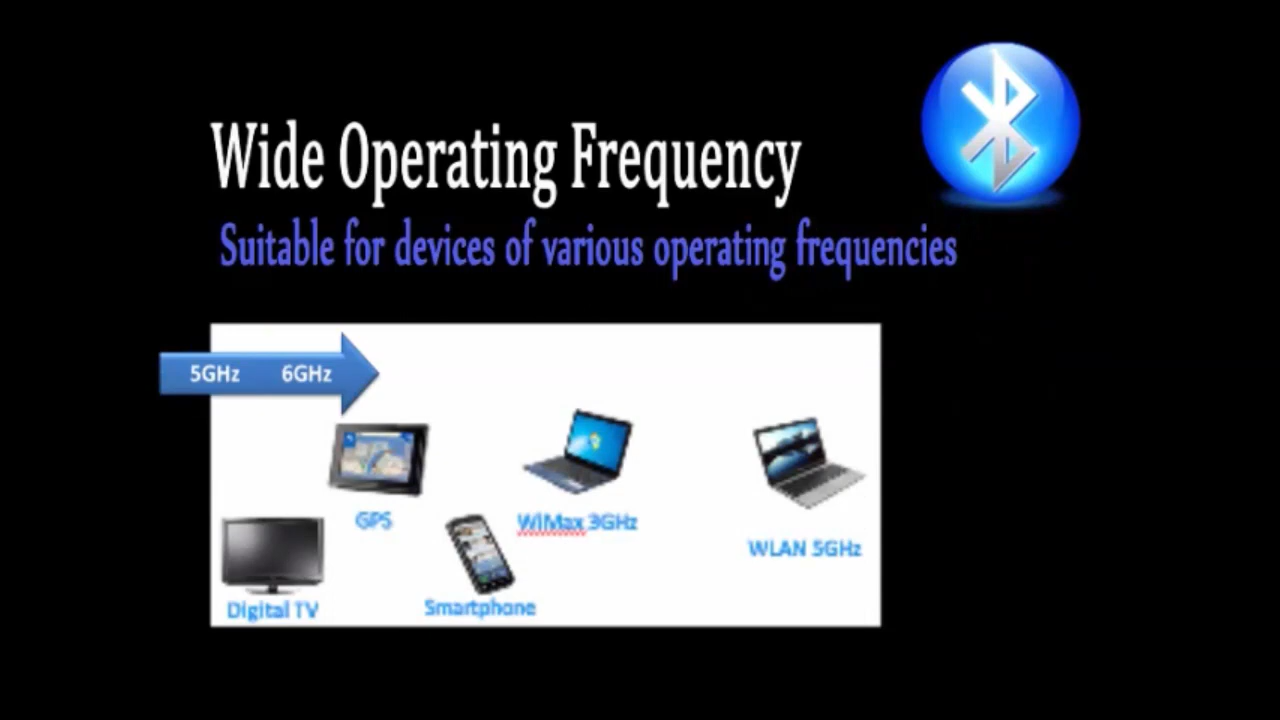 Wide Operating Frequency
Suitable for devices of various operating frequencies
5GHz 6GHz
GPS
WiMax 3GHz
WLAN 5GHz
Digital TV
Smartphone